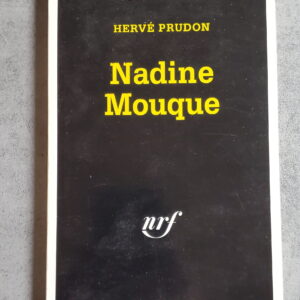 HERVÉ PRUDON
Nadine
Mouque
nrf